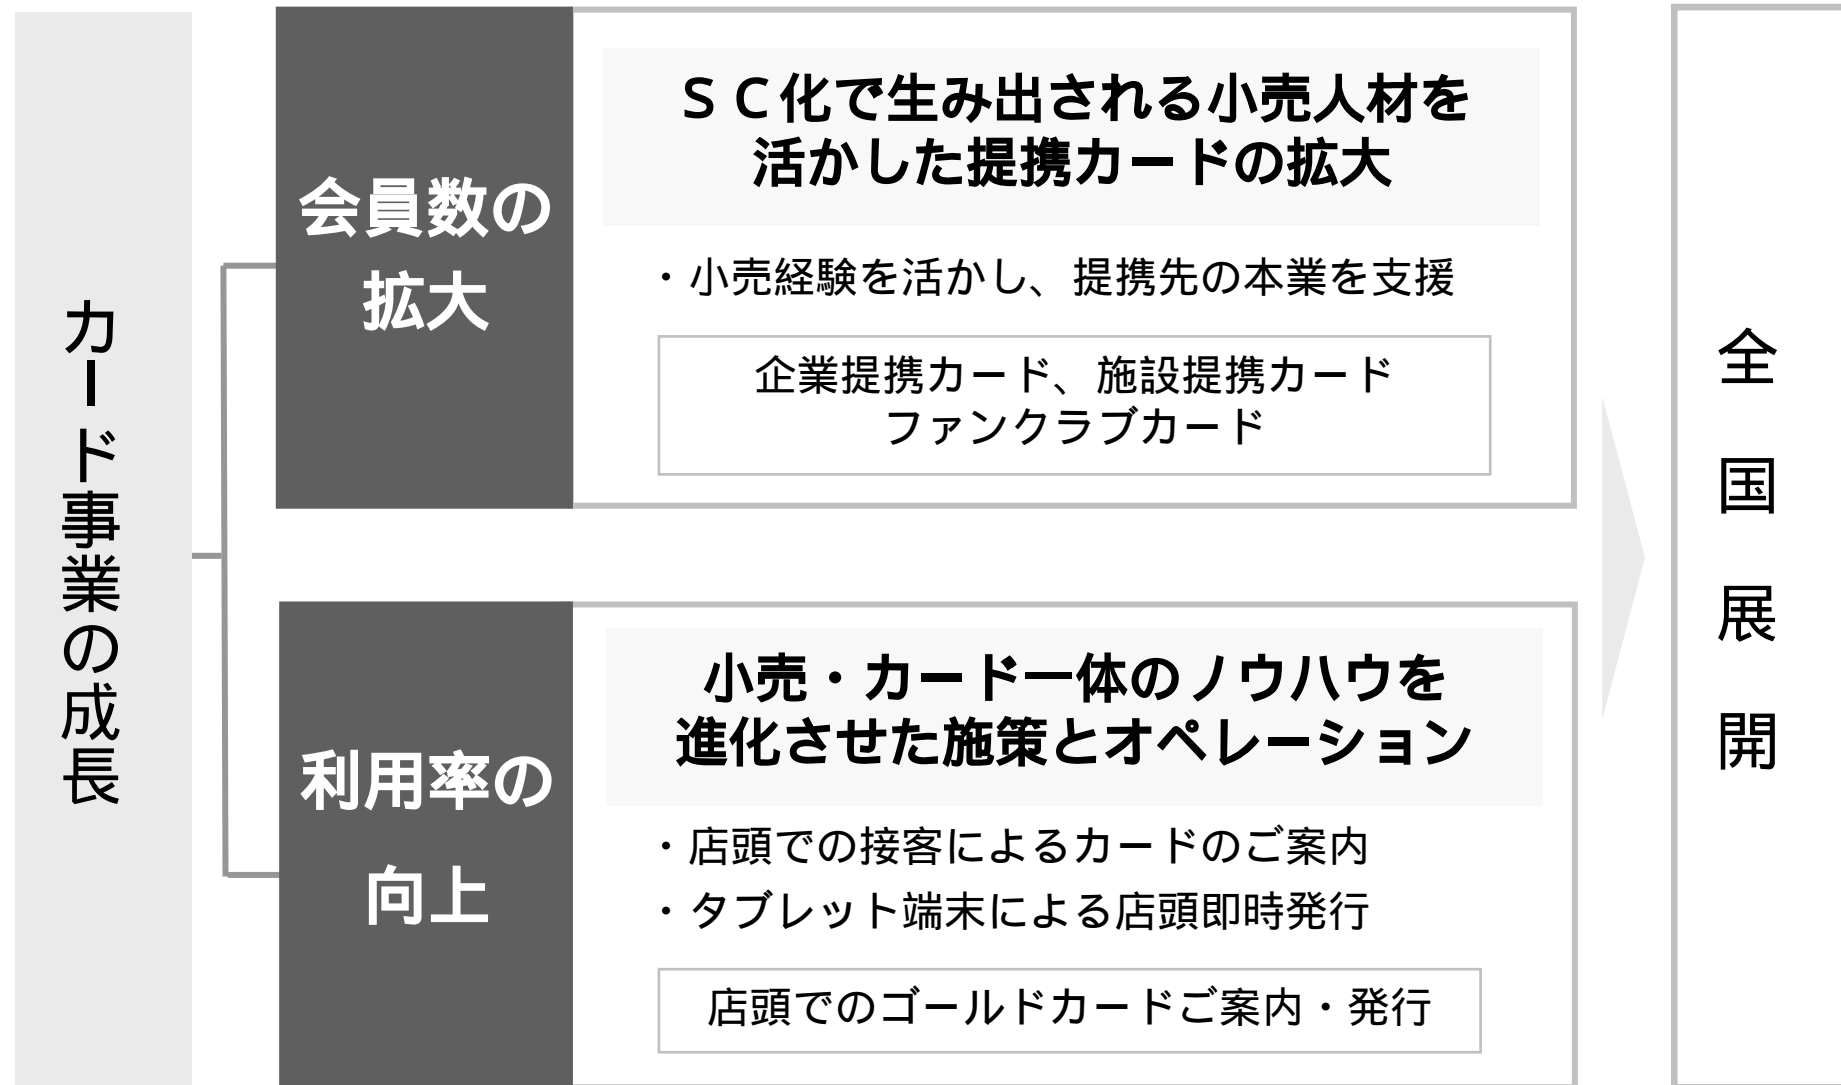 カード事業の成長
会員数の
拡大
ＳＣ化で生み出される小売人材を
活かした提携カードの拡大
・小売経験を活かし、提携先の本業を支援
企業提携カード、施設提携カード
ファンクラブカード
利用率の
向上
小売・カード一体のノウハウを
進化させた施策とオペレーション
・店頭での接客によるカードのご案内
・タブレット端末による店頭即時発行
店頭でのゴールドカードご案内・発行
全国展開